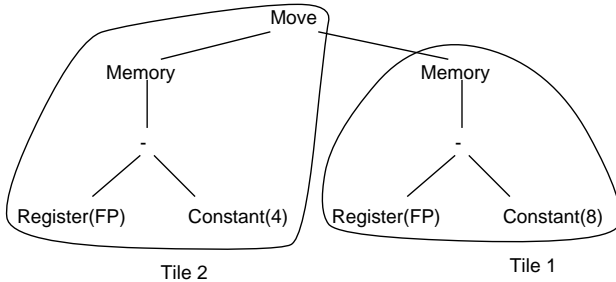 Move
Memory Memory
- -
Register(FP) Constant(4) Register(FP) Constant(8)
Tile 2 Tile 1